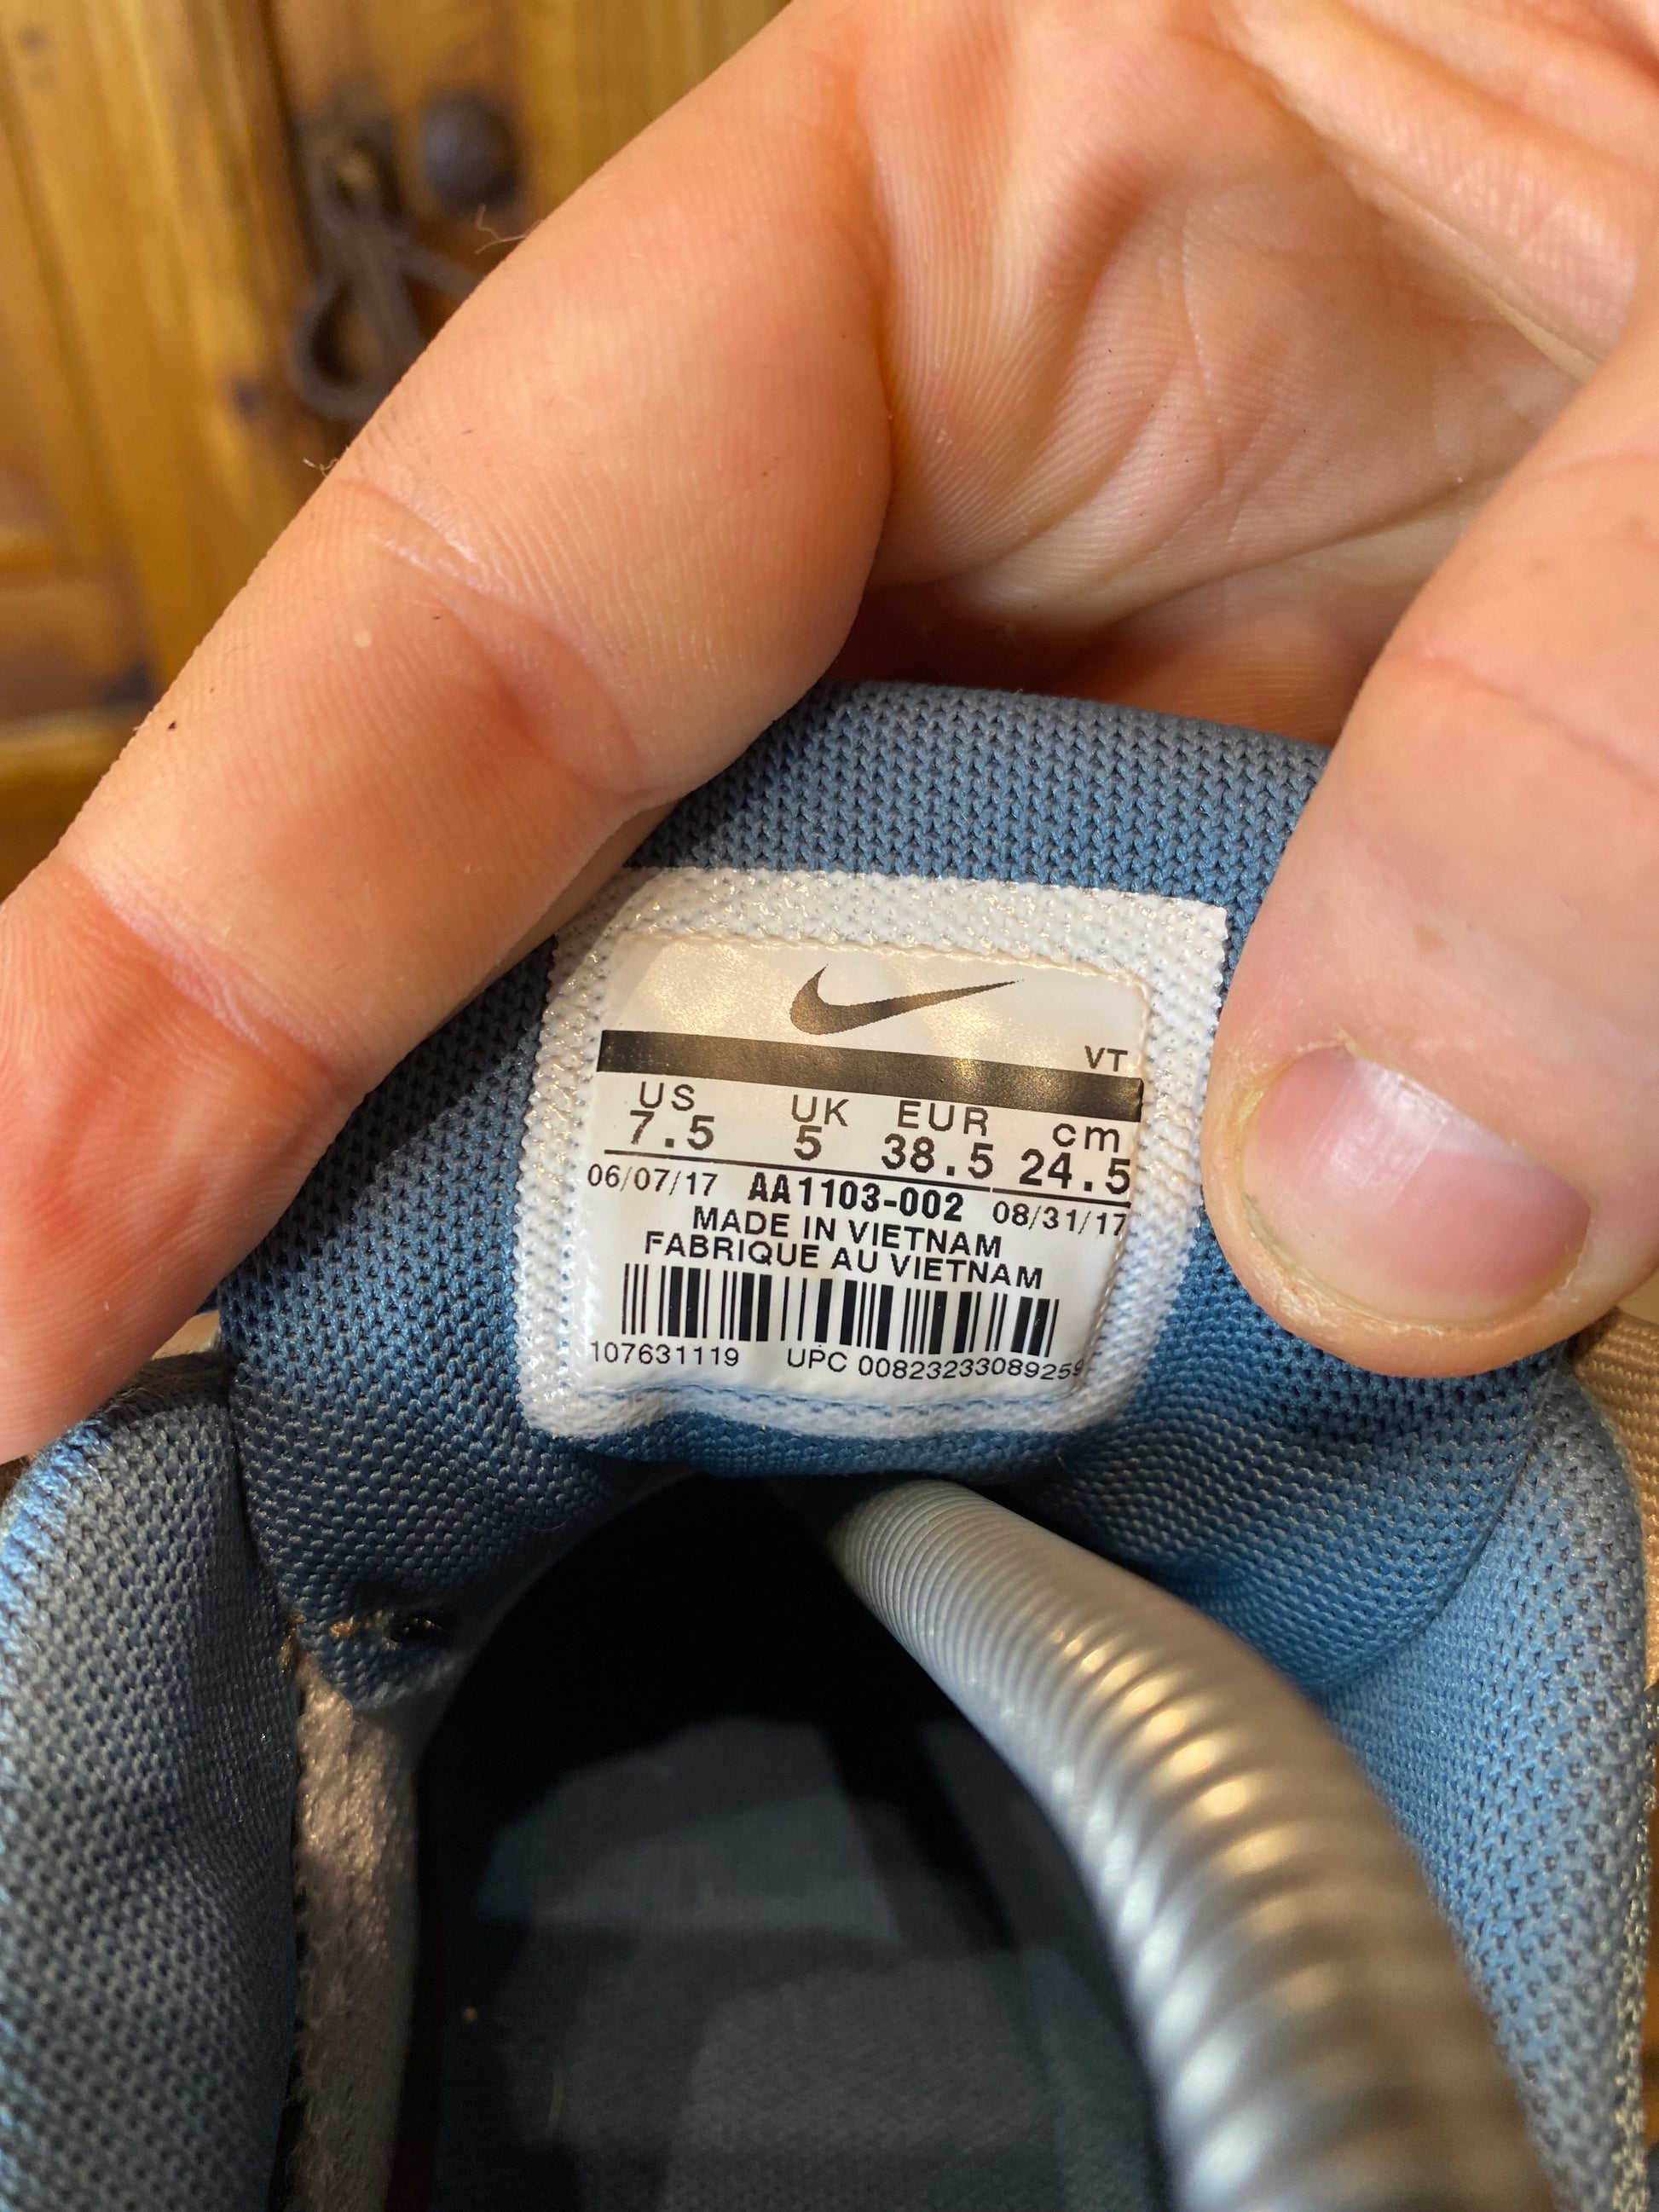 VT
US UK EUR cm
7.5 5 38.5 24.5
06/07/17 AA1103-002 08/31/17
MADE IN VIETNAM
FABRIQUE AU VIETNAM
107631119 UPC 00823233089259